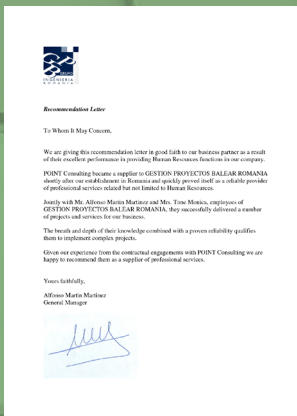 GRUPO
INGENIERIA
ROMANIA
Recommendation Letter
To Whom It May Concern,
We are giving this recommendation letter in good faith to our business partner as a result
of their excellent performance in providing Human Resources functions in our company.
POINT Consulting became a supplier to GESTION PROYECTOS BALEAR ROMANIA
shortly after our establishment in Romania and quickly proved itself as a reliable provider
of professional services related but not limited to Human Resources.
Jointly with Mr. Alfonso Martin Martinez and Mrs. Tone Monica, employees of
GESTION PROYECTOS BALEAR ROMANIA, they successfully delivered a number
of projects and services for our business.
The breath and depth of their knowledge combined with a proven reliability qualifies
them to implement complex projects.
Given our experience from the contractual engagements with POINT Consulting we are
happy to recommend them as a supplier of professional services.
Yours faithfully,
Alfonso Martin Martinez
General Manager